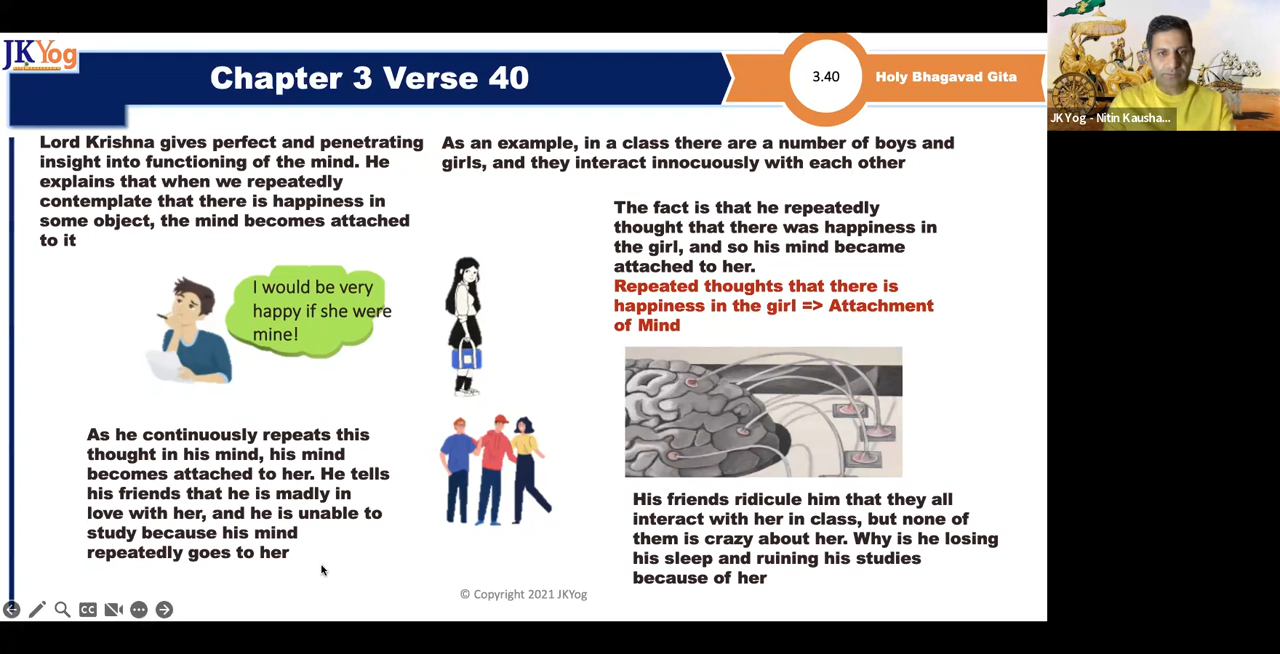 JKYog
Chapter 3 Verse 40
3.40
Holy Bhagavad Gita
JKYog - Nitin Kausha...
Lord Krishna gives perfect and penetrating
insight into functioning of the mind. He
explains that when we repeatedly
contemplate that there is happiness in
some object, the mind becomes attached
to it
As an example, in a class there are a number of boys and
girls, and they interact innocuously with each other
I would be very
happy if she were
mine!
The fact is that he repeatedly
thought that there was happiness in
the girl, and so his mind became
attached to her.
Repeated thoughts that there is
happiness in the girl => Attachment
of Mind
As he continuously repeats this
thought in his mind, his mind
becomes attached to her. He tells
his friends that he is madly in
love with her, and he is unable to
study because his mind
repeatedly goes to her
His friends ridicule him that they all
interact with her in class, but none of
them is crazy about her. Why is he losing
his sleep and ruining his studies
because of her
© Copyright 2021 JKYog
CC